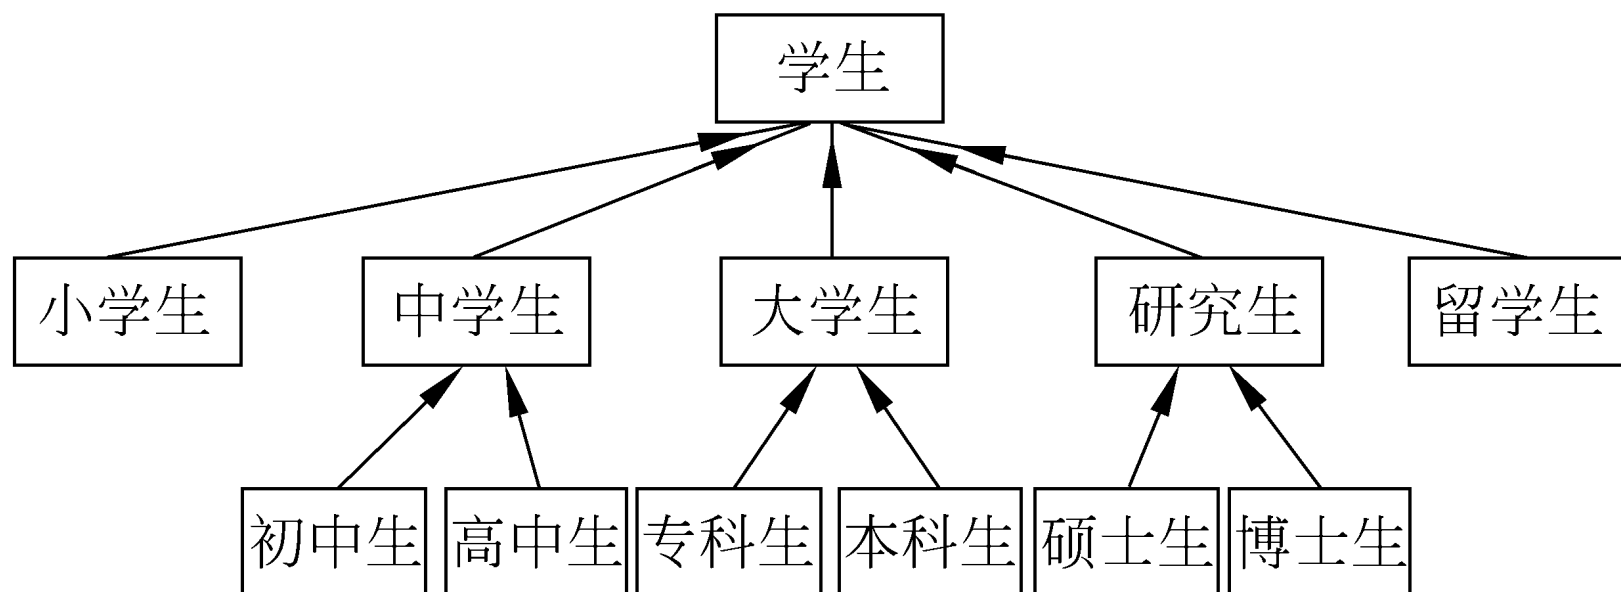 学生
小学生
中学生
大学生
研究生
留学生
初中生
高中生
专科生
本科生
硕士生
博士生